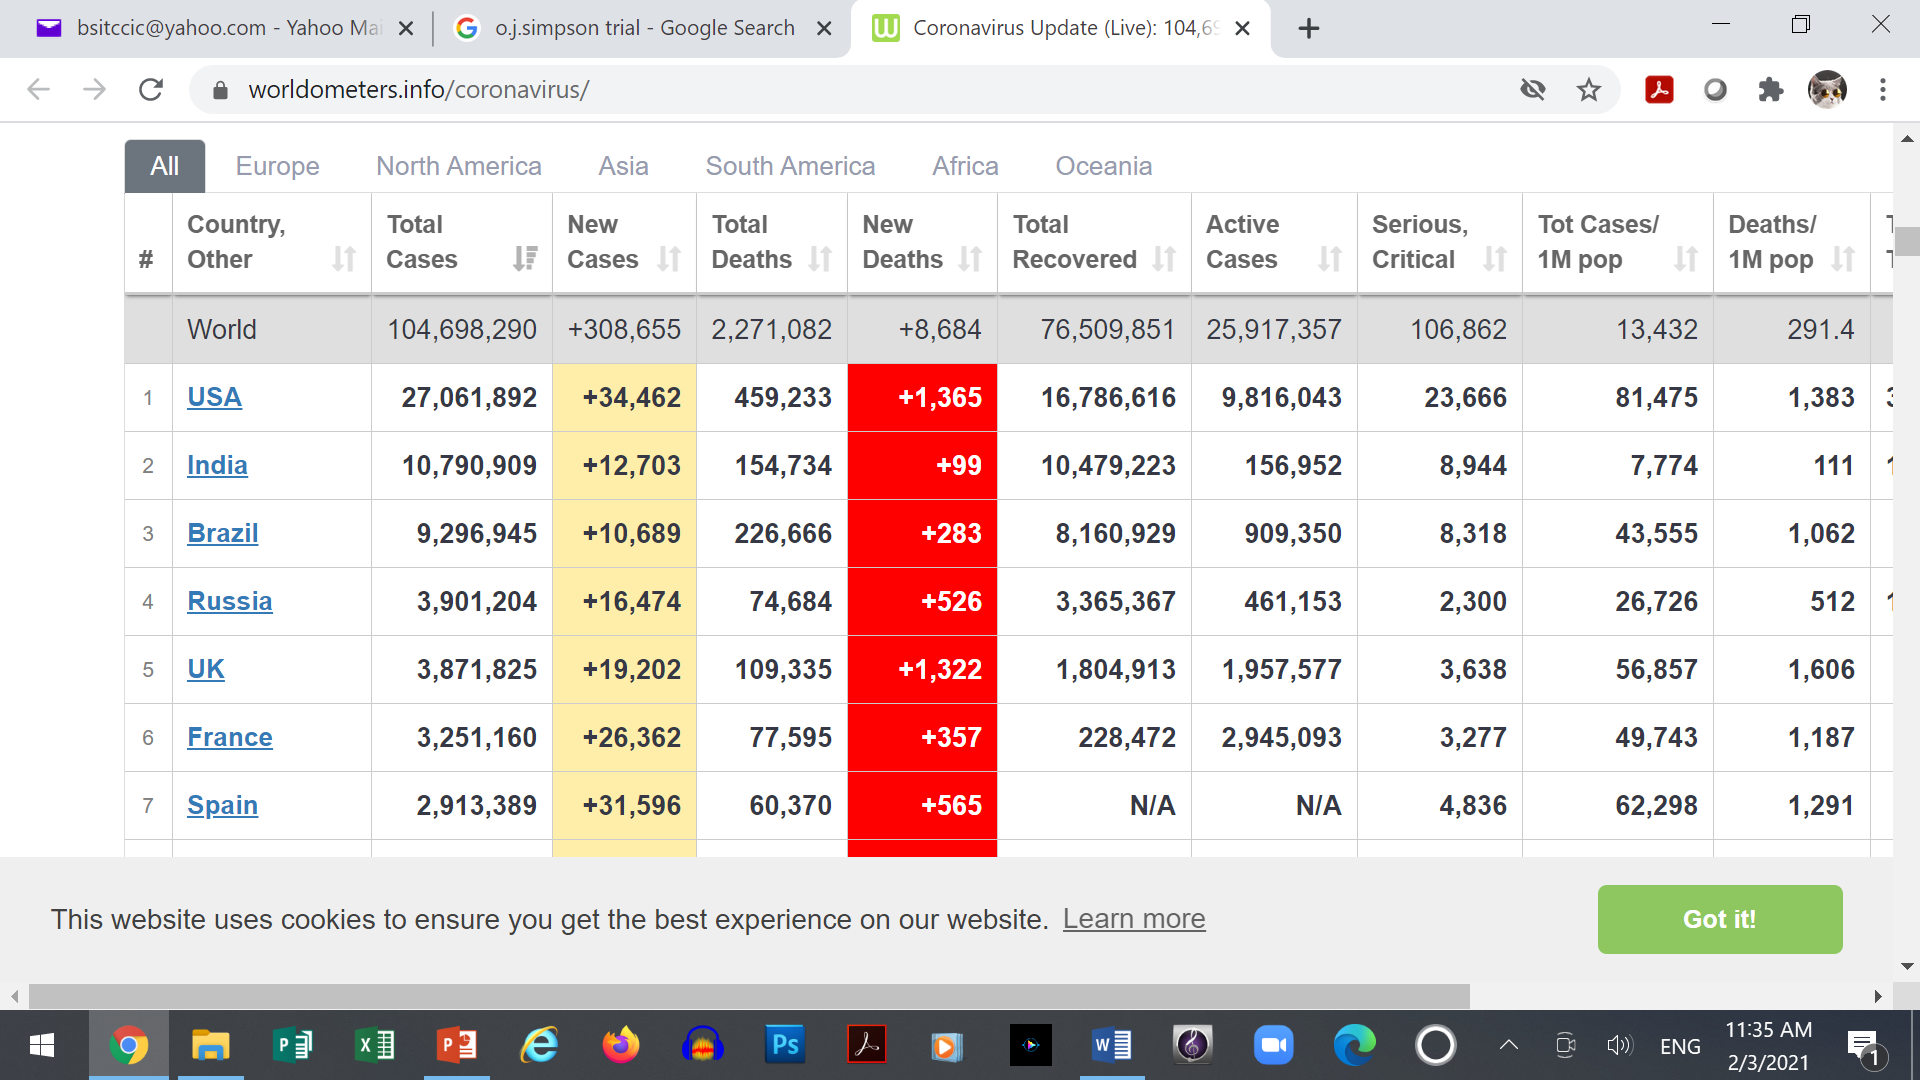 bsitccic@yahoo.com - Yahoo Mai
o.j.simpson trial - Google Search
Coronavirus Update (Live): 104,69
worldometers.info/coronavirus/
All Europe North America Asia South America Africa Oceania
# Country, Other Total Cases New Cases Total Deaths New Deaths Total Recovered Active Cases Serious, Critical Tot Cases/ 1M pop Deaths/ 1M pop
World 104,698,290 +308,655 2,271,082 +8,684 76,509,851 25,917,357 106,862 13,432 291.4
1 USA 27,061,892 +34,462 459,233 +1,365 16,786,616 9,816,043 23,666 81,475 1,383
2 India 10,790,909 +12,703 154,734 +99 10,479,223 156,952 8,944 7,774 111
3 Brazil 9,296,945 +10,689 226,666 +283 8,160,929 909,350 8,318 43,555 1,062
4 Russia 3,901,204 +16,474 74,684 +526 3,365,367 461,153 2,300 26,726 512
5 UK 3,871,825 +19,202 109,335 +1,322 1,804,913 1,957,577 3,638 56,857 1,606
6 France 3,251,160 +26,362 77,595 +357 228,472 2,945,093 3,277 49,743 1,187
7 Spain 2,913,389 +31,596 60,370 +565 N/A N/A 4,836 62,298 1,291
This website uses cookies to ensure you get the best experience on our website. Learn more
Got it!
Ps
ENG
11:35 AM
2/3/2021
1